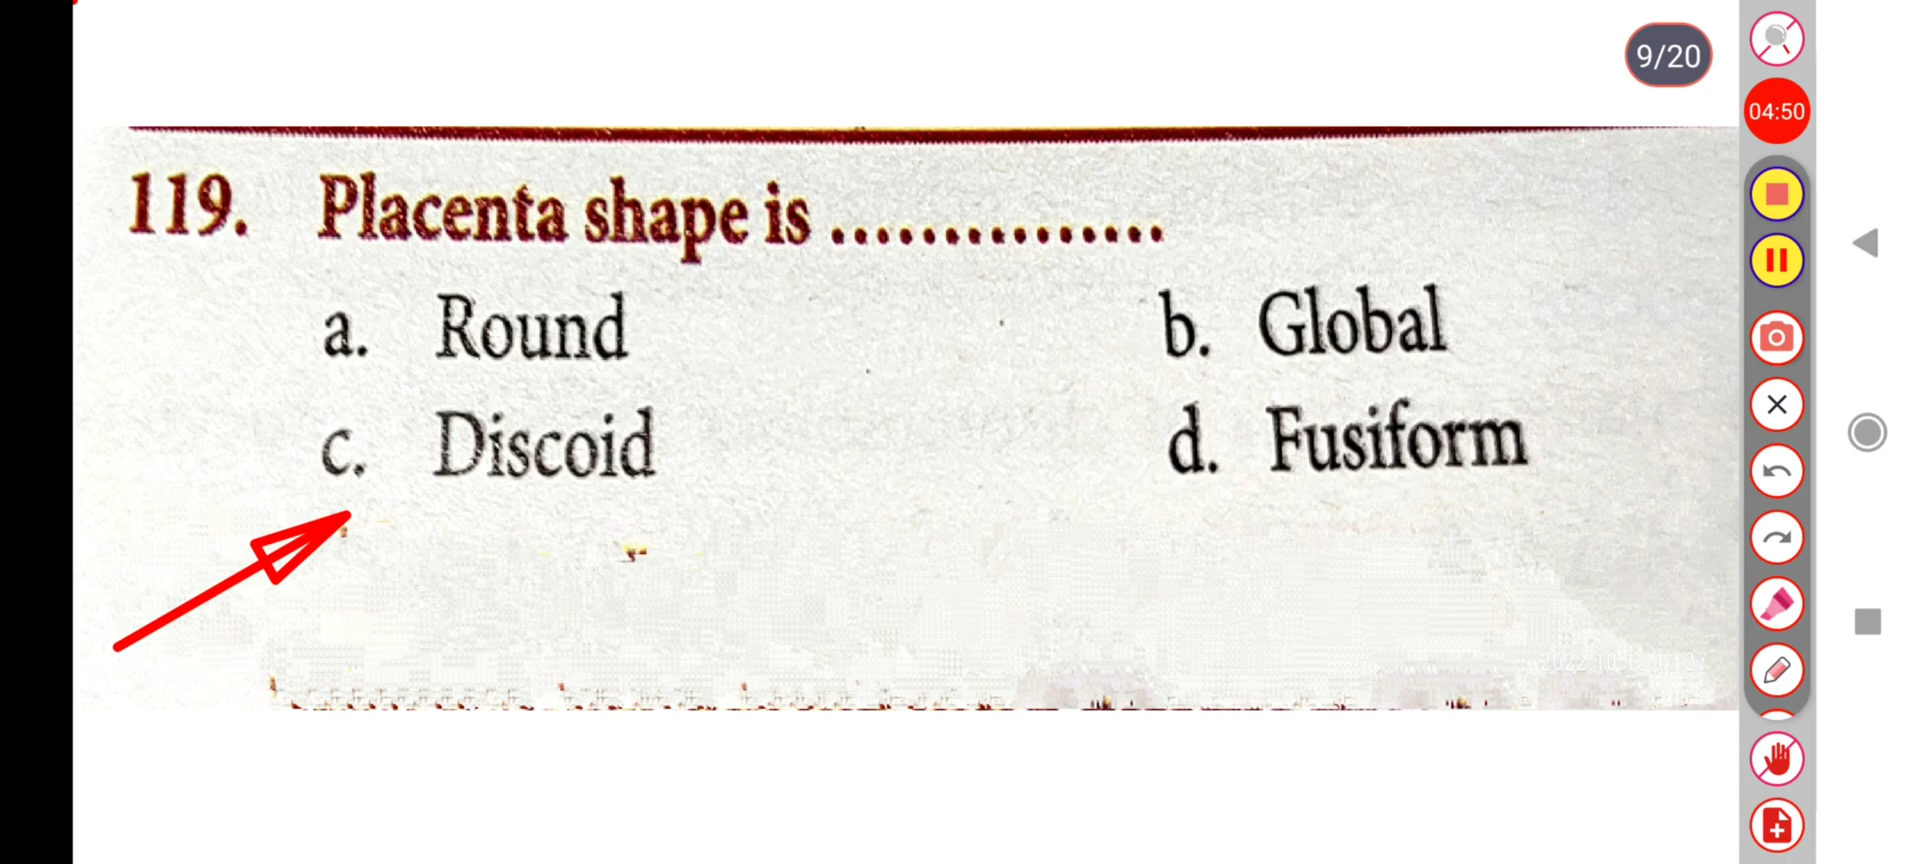 9/20
04:50
119. Placenta shape is ...............
a. Round b. Global
c. Discoid d. Fusiform